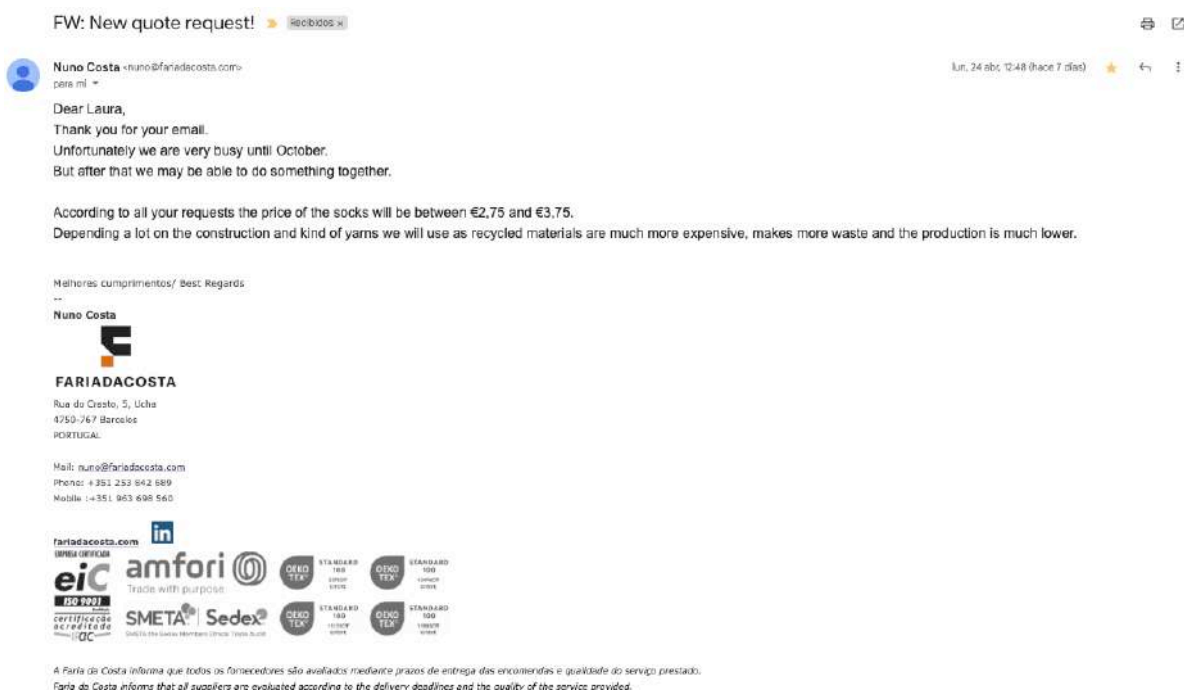 FW: New quote request! Recibidos x
Nuno Costa <nuno@fariadacosta.com>
lun, 24 abr, 12:48 (hace 7 días)
para mí
Dear Laura,
Thank you for your email.
Unfortunately we are very busy until October.
But after that we may be able to do something together.
According to all your requests the price of the socks will be between €2,75 and €3,75.
Depending a lot on the construction and kind of yarns we will use as recycled materials are much more expensive, makes more waste and the production is much lower.
Melhores cumprimentos/ Best Regards
--
Nuno Costa
FARIADACOSTA
Rua do Crasto, 5, Ucha
4750-767 Barcelos
PORTUGAL
Mail: nuno@fariadacosta.com
Phone: +351 253 842 689
Mobile :+351 963 698 560
fariadacosta.com in
EMPRESA CERTIFICADA
eiC
ISO 9001
certificação
acreditada
amfori
Trade with purpose
SMETA Sedex
OEKO TEX STANDARD 100
OEKO TEX STANDARD 100
OEKO TEX STANDARD 100
OEKO TEX STANDARD 100
A Faria da Costa informa que todos os fornecedores são avaliados mediante prazos de entrega das encomendas e qualidade do serviço prestado.
Faria da Costa informs that all suppliers are evaluated according to the delivery deadlines and the quality of the service provided.